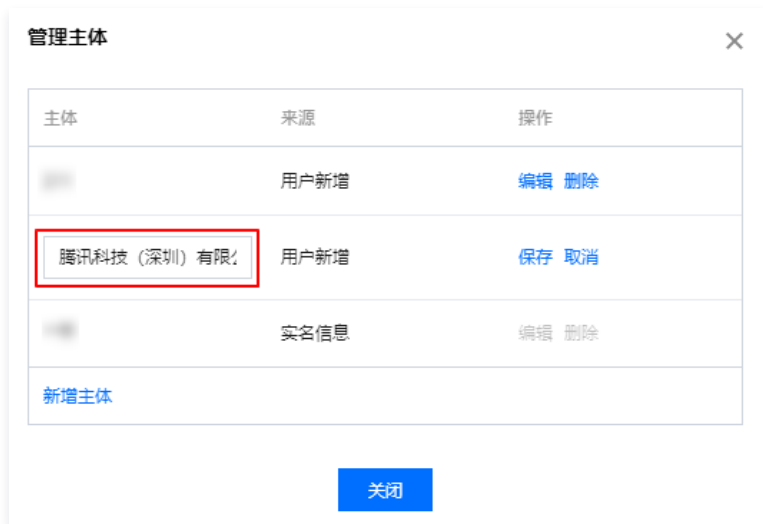 管理主体
主体 来源 操作
用户新增 编辑 删除
腾讯科技（深圳）有限 用户新增 保存 取消
实名信息 编辑 删除
新增主体
关闭